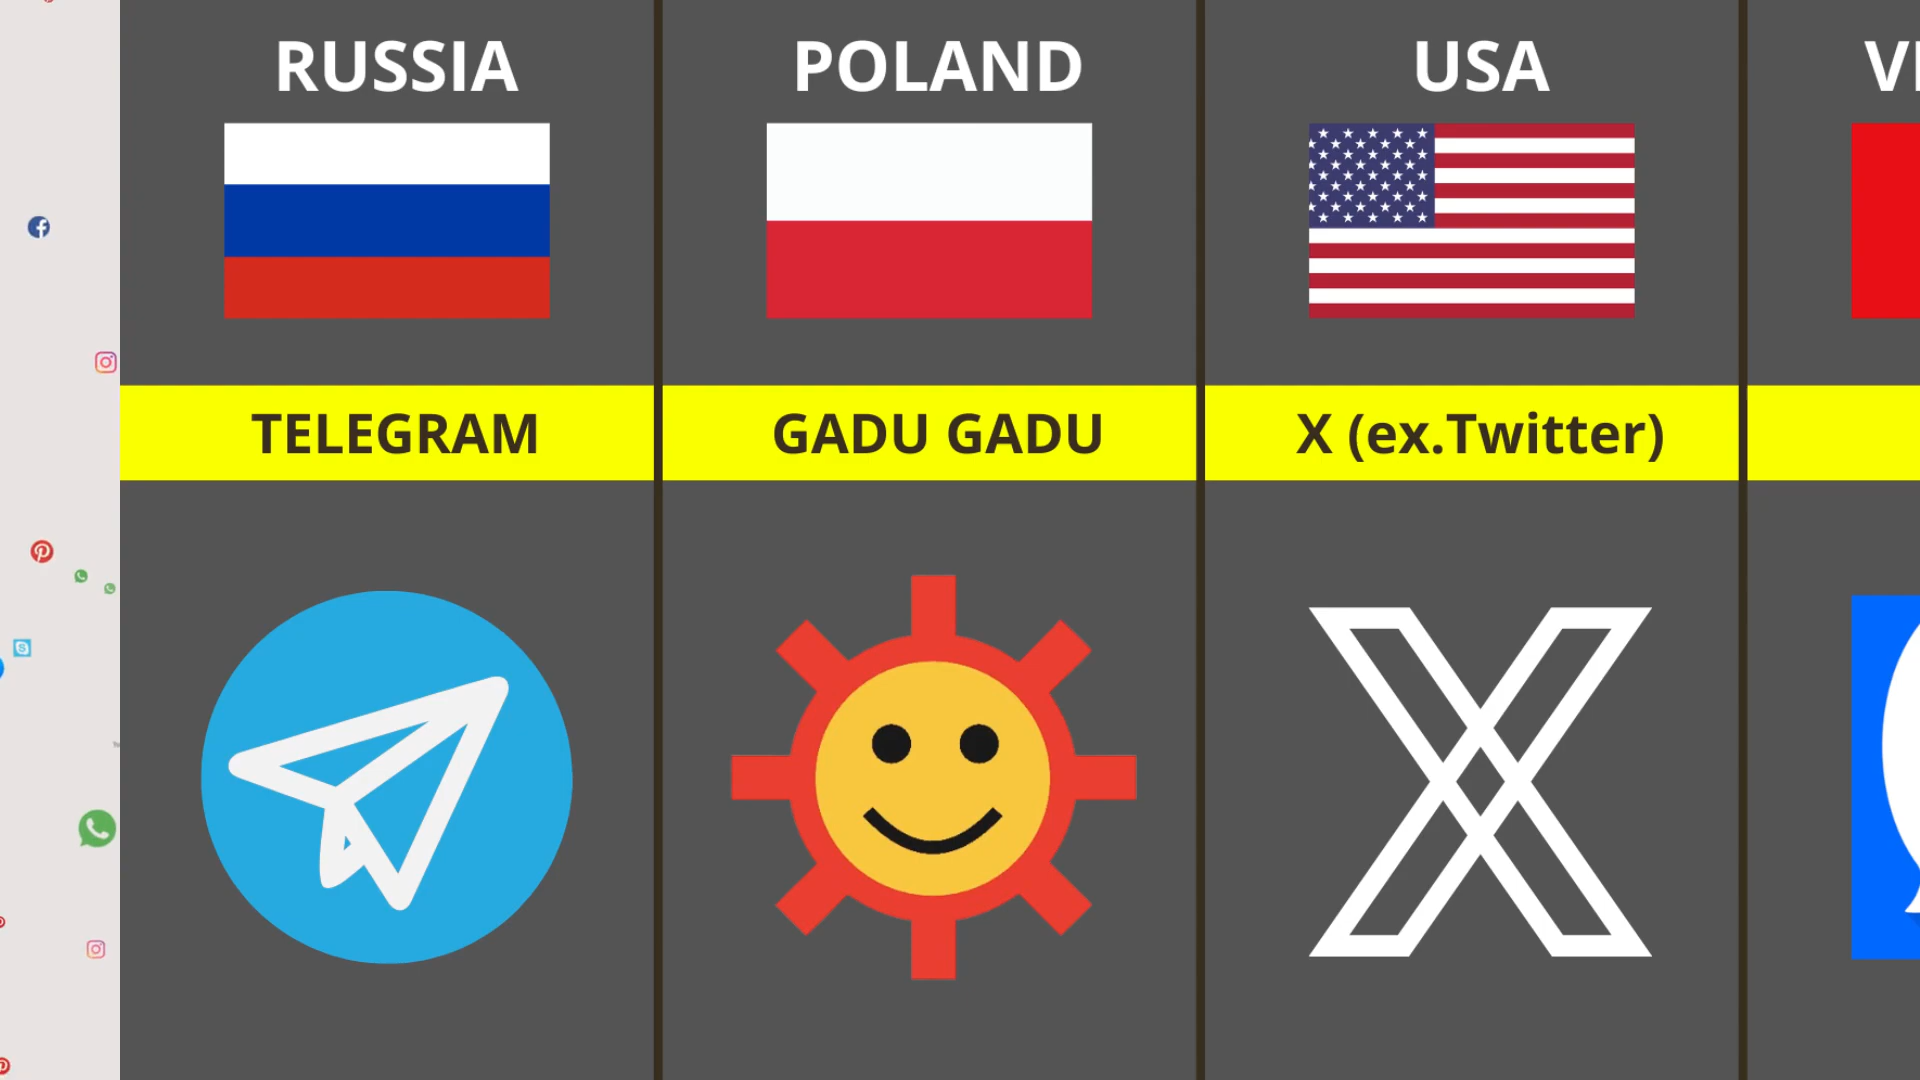 RUSSIA
POLAND
USA
TELEGRAM
GADU GADU
X (ex.Twitter)